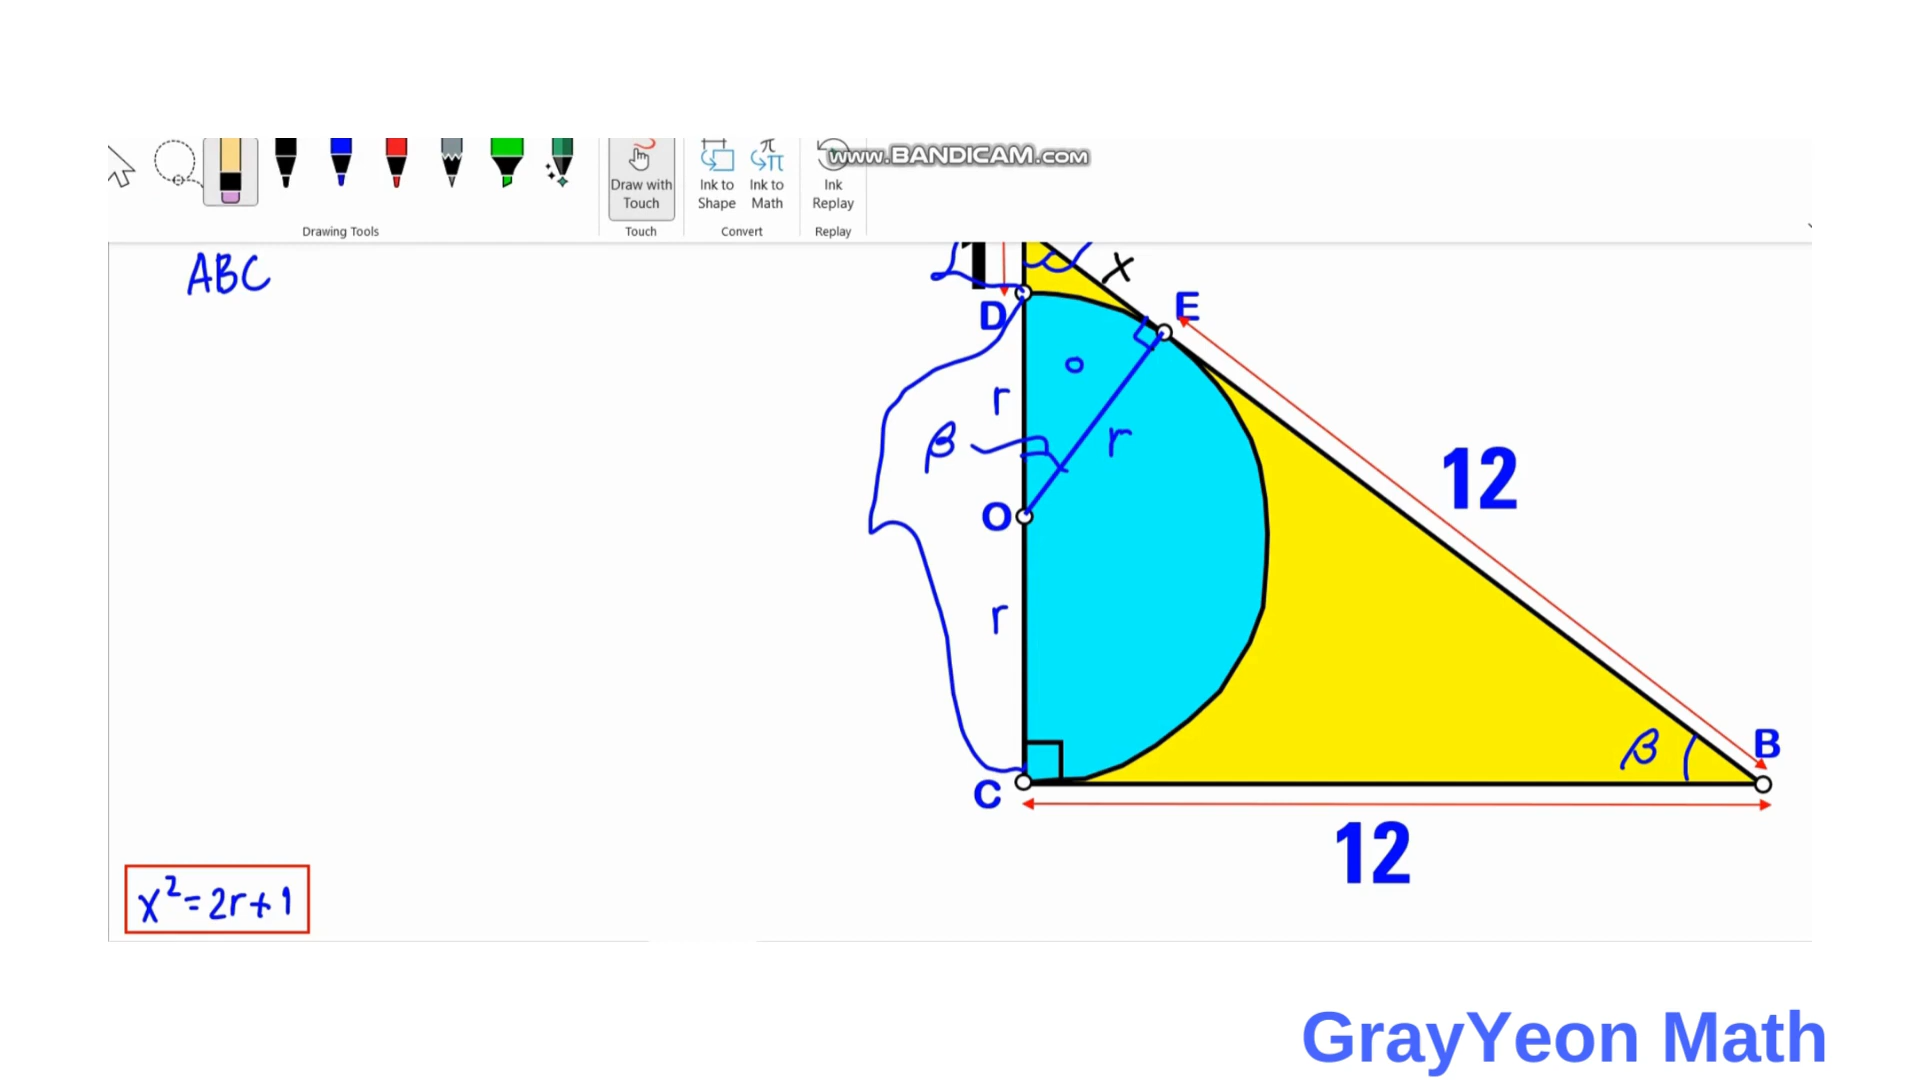 www.BANDICAM.com
Draw with Touch
Ink to Shape
Ink to Math
Ink Replay
Drawing Tools
Touch
Convert
Replay
ABC
1
x
D
E
r
β
r
12
O
r
β
B
C
12
x²=2r+1
GrayYeon Math